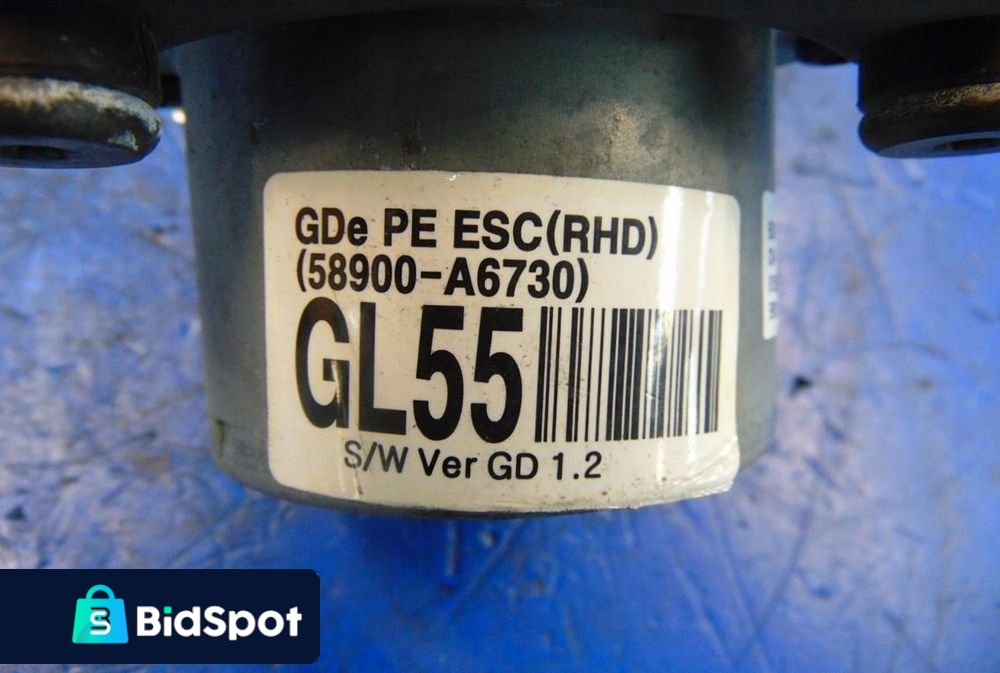 GDe PE ESC(RHD)
(58900-A6730)
GL55
S/W Ver GD 1.2
BidSpot